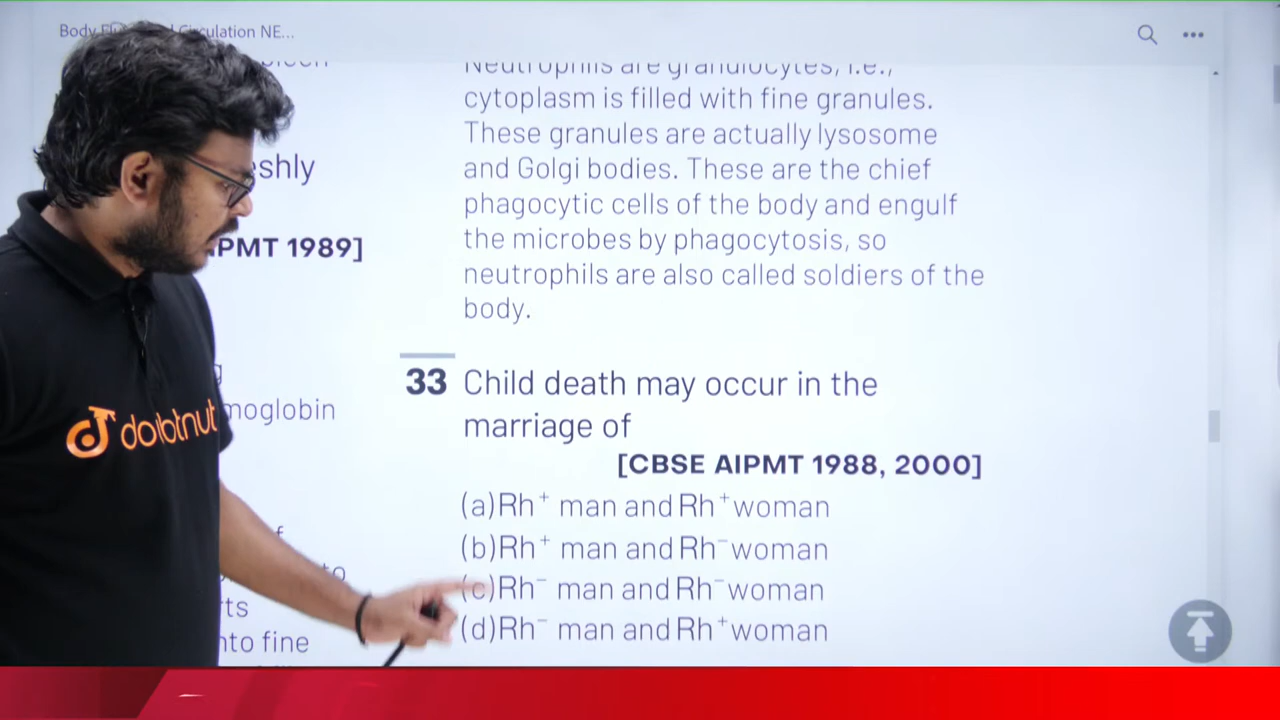 Body Circulation NE...
Neutrophils are granulocytes, i.e.,
cytoplasm is filled with fine granules.
These granules are actually lysosome
and Golgi bodies. These are the chief
phagocytic cells of the body and engulf
the microbes by phagocytosis, so
neutrophils are also called soldiers of the
body.
eshly
PMT 1989]
moglobin
to
rts
nto fine
33 Child death may occur in the
marriage of
[CBSE AIPMT 1988, 2000]
(a)Rh⁺ man and Rh⁺woman
(b)Rh⁺ man and Rh⁻woman
(c)Rh⁻ man and Rh⁻woman
(d)Rh⁻ man and Rh⁺woman
doubtnut